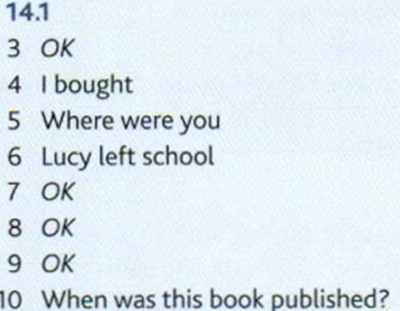 14.1
3 OK
4 I bought
5 Where were you
6 Lucy left school
7 OK
8 OK
9 OK
10 When was this book published?